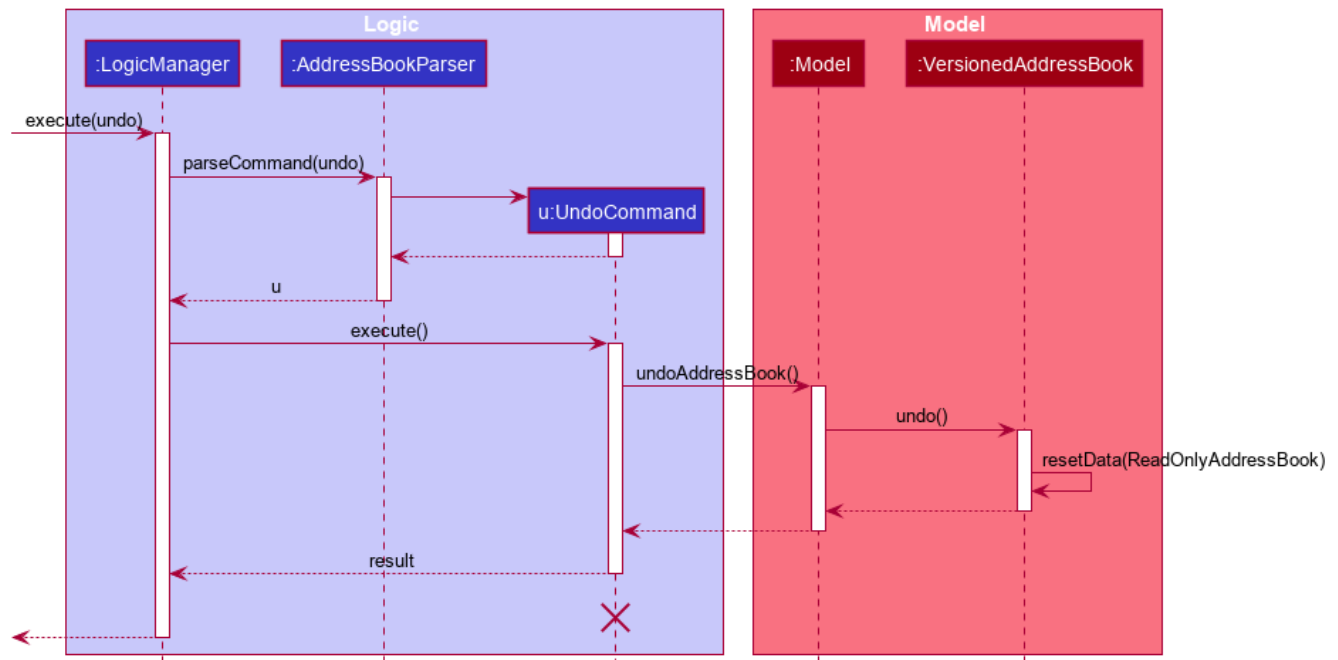 Logic
Model
:LogicManager
:AddressBookParser
:Model
:VersionedAddressBook
execute(undo)
parseCommand(undo)
u:UndoCommand
u
execute()
undoAddressBook()
undo()
resetData(ReadOnlyAddressBook)
result